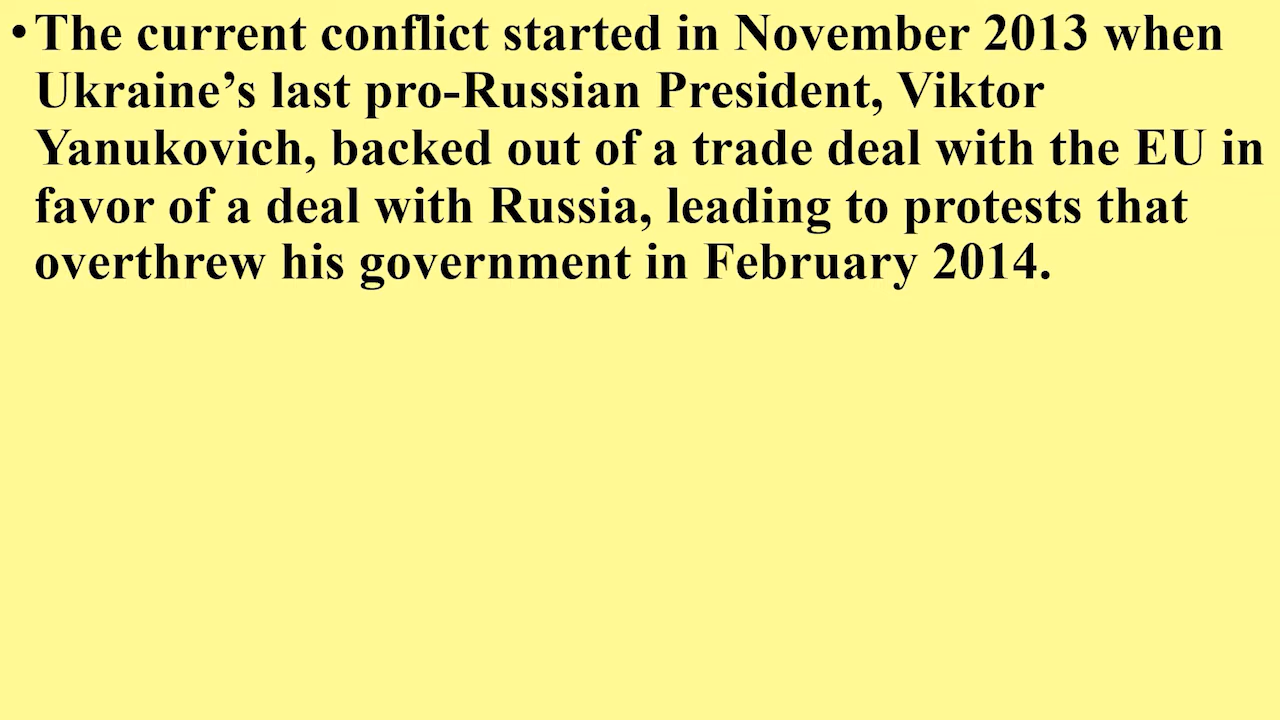 •The current conflict started in November 2013 when
Ukraine’s last pro-Russian President, Viktor
Yanukovich, backed out of a trade deal with the EU in
favor of a deal with Russia, leading to protests that
overthrew his government in February 2014.